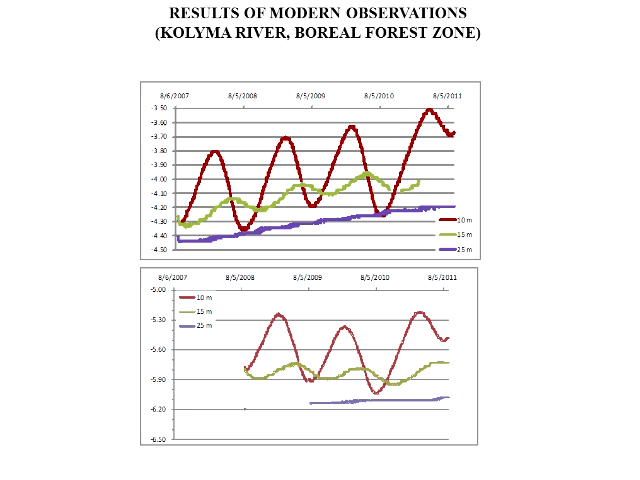 RESULTS OF MODERN OBSERVATIONS
(KOLYMA RIVER, BOREAL FOREST ZONE)
8/6/2007 8/5/2008 8/5/2009 8/5/2010 8/5/2011
-3.50
-3.60
-3.70
-3.80
-3.90
-4.00
-4.10
-4.20
-4.30
-4.40
-4.50
10 m
15 m
25 m
8/6/2007 8/5/2008 8/5/2009 8/5/2010 8/5/2011
-5.00
-5.30
-5.60
-5.90
-6.20
-6.50
10 m
15 m
25 m